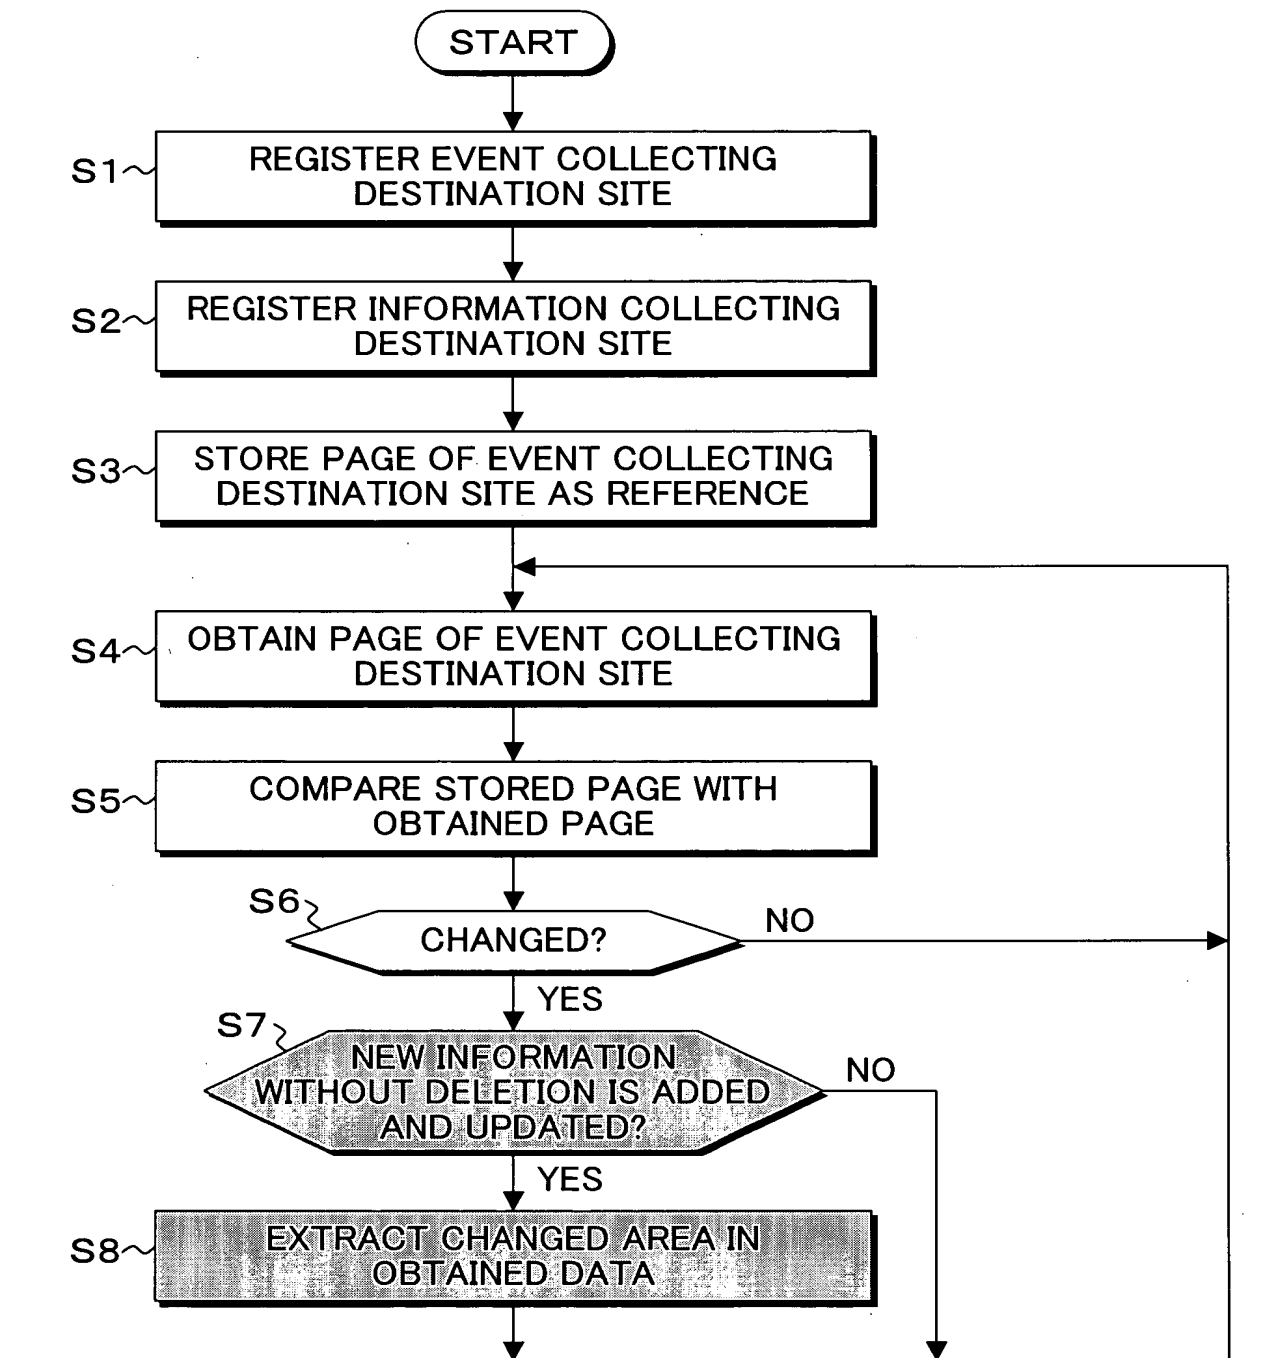 START
S1
REGISTER EVENT COLLECTING
DESTINATION SITE
S2
REGISTER INFORMATION COLLECTING
DESTINATION SITE
S3
STORE PAGE OF EVENT COLLECTING
DESTINATION SITE AS REFERENCE
S4
OBTAIN PAGE OF EVENT COLLECTING
DESTINATION SITE
S5
COMPARE STORED PAGE WITH
OBTAINED PAGE
S6
CHANGED?
NO
YES
S7
NEW INFORMATION
WITHOUT DELETION IS ADDED
AND UPDATED?
NO
YES
S8
EXTRACT CHANGED AREA IN
OBTAINED DATA